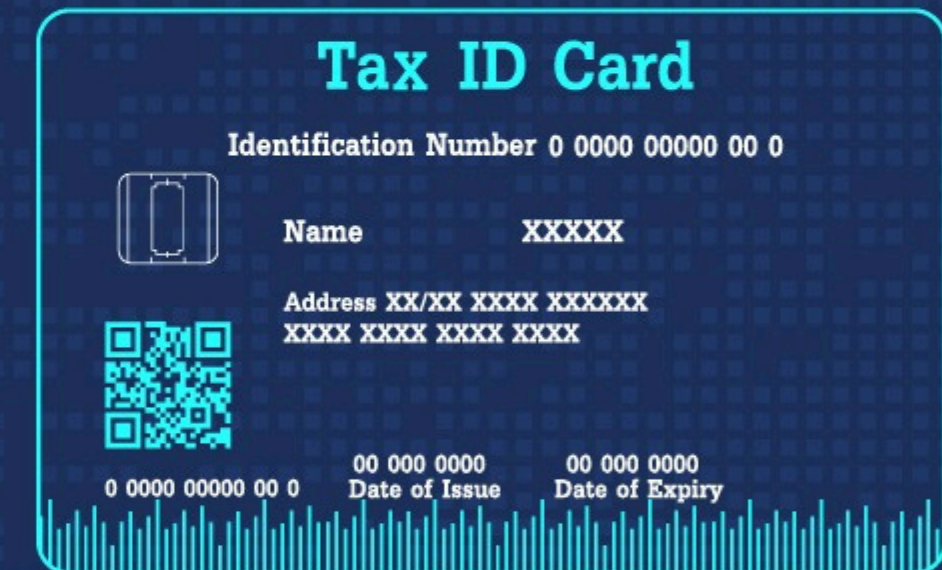 Tax ID Card
Identification Number 0 0000 00000 00 0
Name XXXXX
Address XX/XX XXXX XXXXXX
XXXX XXXX XXXX XXXX
0 0000 00000 00 0
00 000 0000
Date of Issue
00 000 0000
Date of Expiry